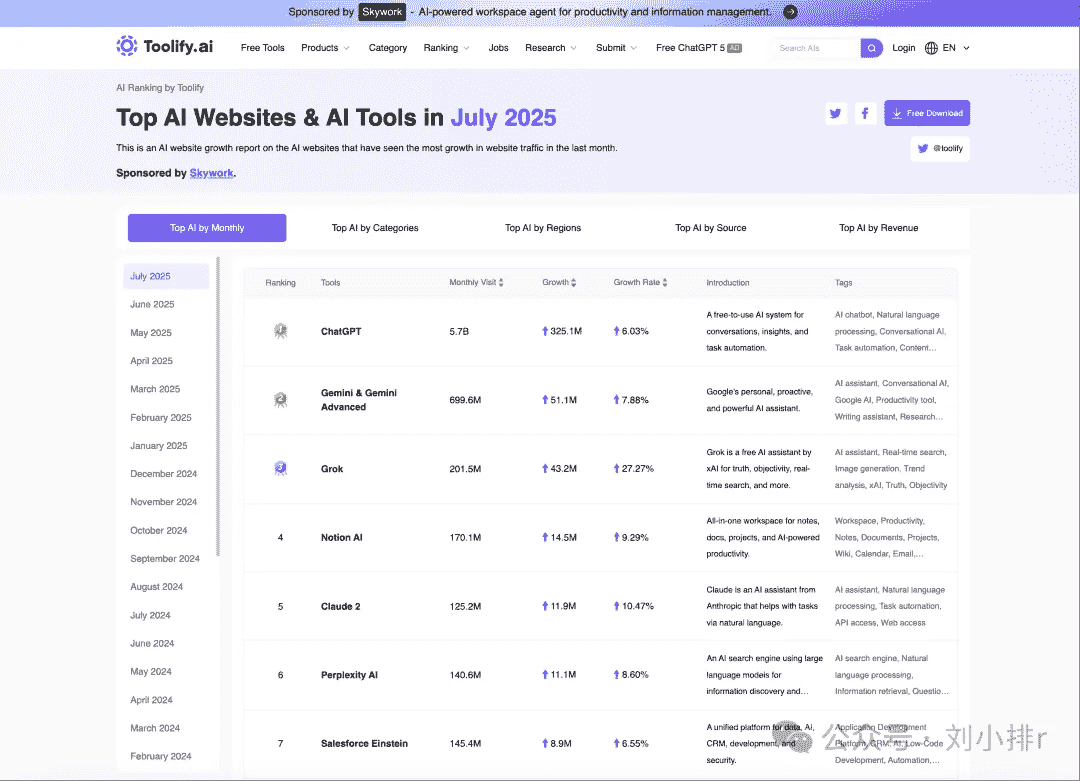 Sponsored by Skywork - AI-powered workspace agent for productivity and information management.
Toolify.ai Free Tools Products Category Ranking Jobs Research Submit Free ChatGPT 5 AD Search AIs Login EN
AI Ranking by Toolify
Top AI Websites & AI Tools in July 2025
Free Download
This is an AI website growth report on the AI websites that have seen the most growth in website traffic in the last month.
@toolify
Sponsored by Skywork.
Top AI by Monthly Top AI by Categories Top AI by Regions Top AI by Source Top AI by Revenue
July 2025
June 2025
May 2025
April 2025
March 2025
February 2025
January 2025
December 2024
November 2024
October 2024
September 2024
August 2024
July 2024
June 2024
May 2024
April 2024
March 2024
February 2024
Ranking Tools Monthly Visit Growth Growth Rate Introduction Tags
1 ChatGPT 5.7B 325.1M 6.03%
A free-to-use AI system for
conversations, insights, and
task automation.
AI chatbot, Natural language
processing, Conversational AI,
Task automation, Content...
2 Gemini & Gemini
Advanced
699.6M 51.1M 7.88%
Google's personal, proactive,
and powerful AI assistant.
AI assistant, Conversational AI,
Google AI, Productivity tool,
Writing assistant, Research...
3 Grok 201.5M 43.2M 27.27%
Grok is a free AI assistant by
xAI for truth, objectivity, real-
time search, and more.
AI assistant, Real-time search,
Image generation, Trend
analysis, xAI, Truth, Objectivity
4 Notion AI 170.1M 14.5M 9.29%
All-in-one workspace for notes,
docs, projects, and AI-powered
productivity.
Workspace, Productivity,
Notes, Documents, Projects,
Wiki, Calendar, Email,...
5 Claude 2 125.2M 11.9M 10.47%
Claude is an AI assistant from
Anthropic that helps with tasks
via natural language.
AI assistant, Natural language
processing, Task automation,
API access, Web access
6 Perplexity AI 140.6M 11.1M 8.60%
An AI search engine using large
language models for
information discovery and...
AI search engine, Natural
language processing,
Information retrieval, Questio...
7 Salesforce Einstein 145.4M 8.9M 6.55%
A unified platform for data, AI,
CRM, development, and
security.
Application Development
Platform, CRM, AI, Low-Code
Development, Automation,...
公众号 · 刘小排r